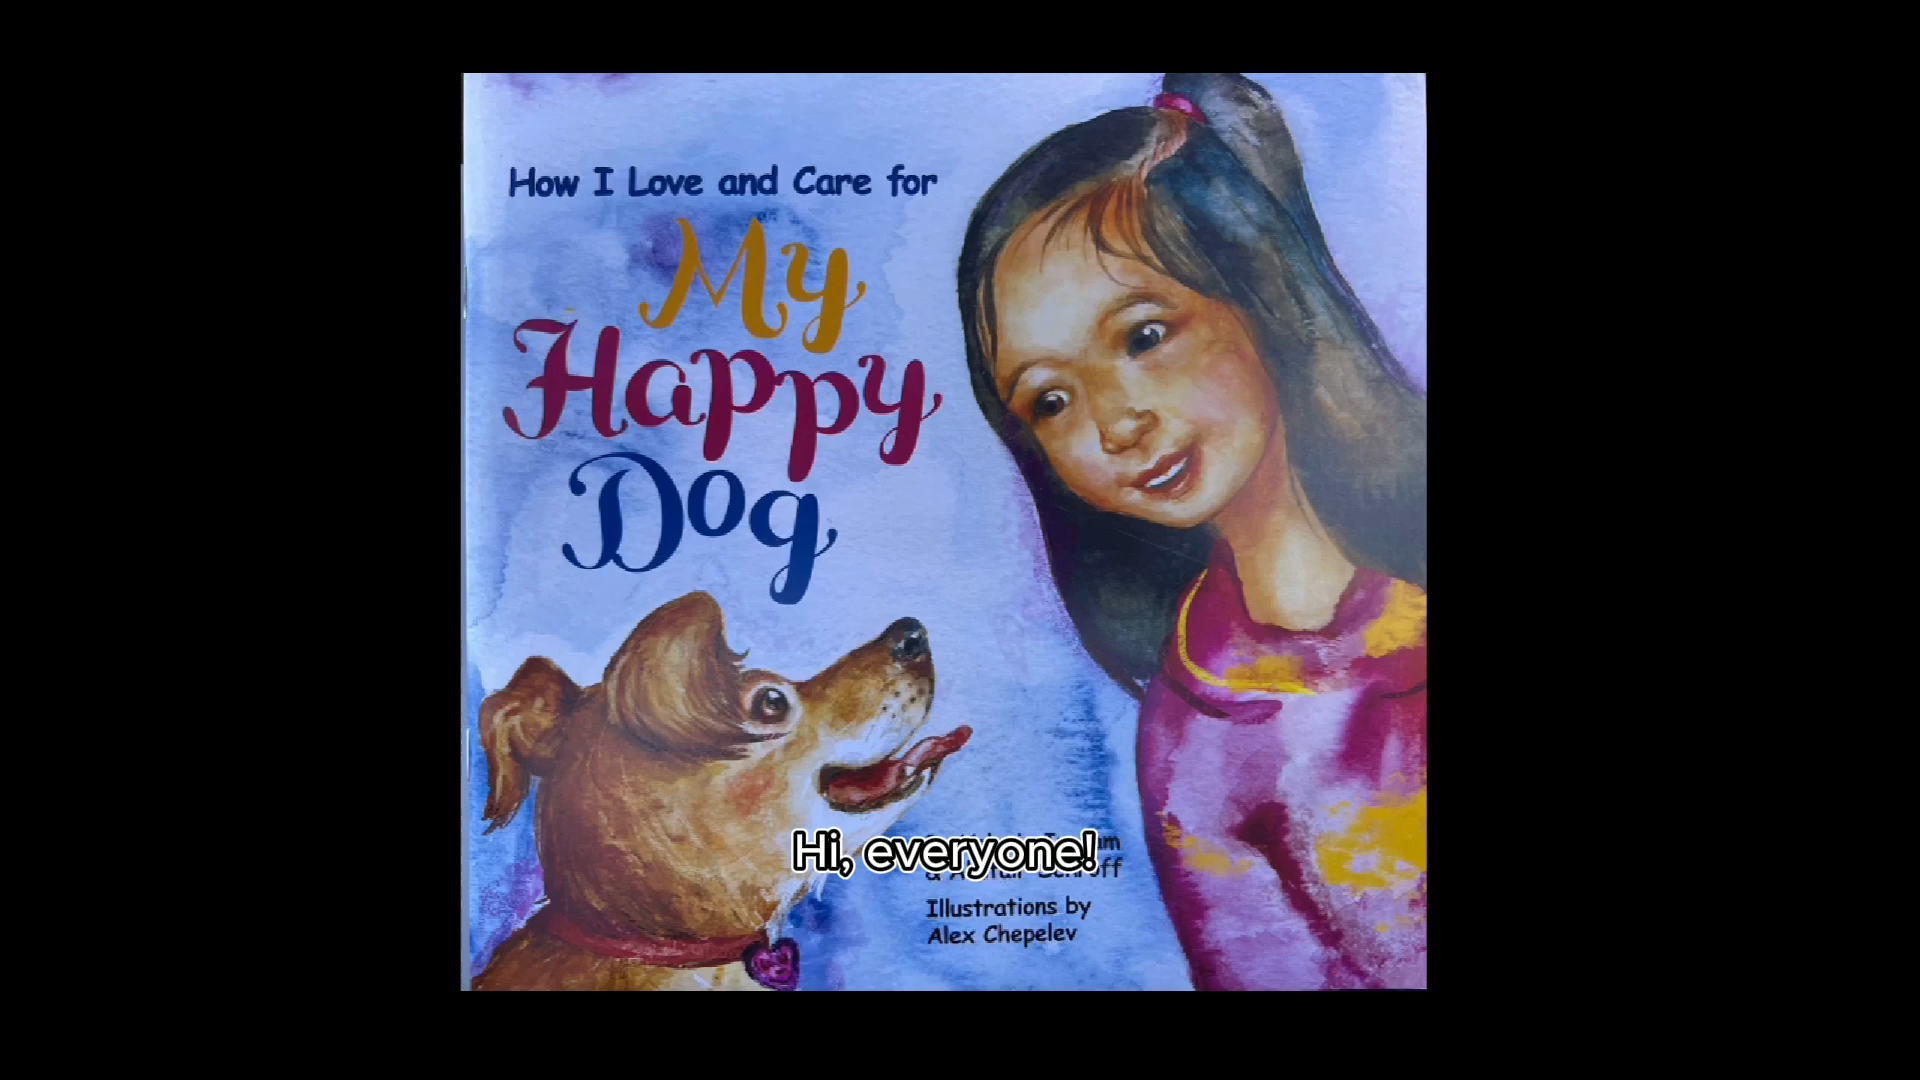 How I Love and Care for
My
Happy
Dog
Hi, everyone!
Illustrations by
Alex Chepelev